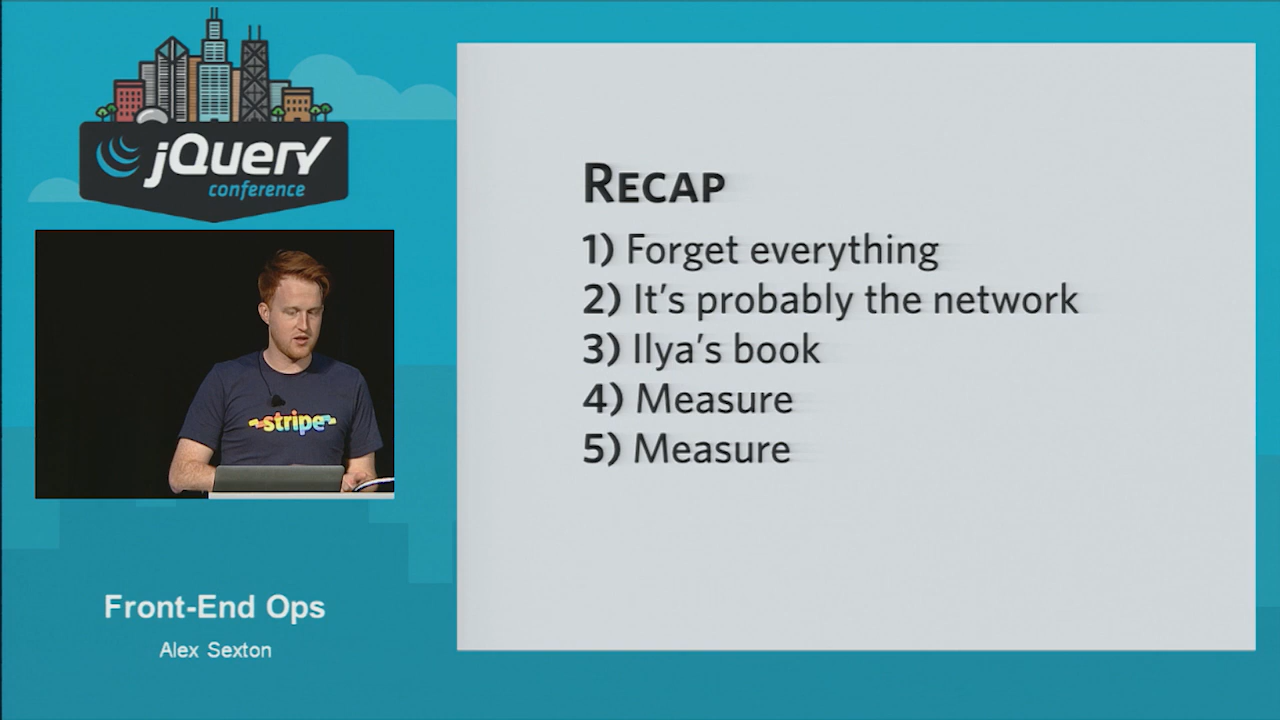 jQuery
conference
stripe
Front-End Ops
Alex Sexton
Recap
1) Forget everything
2) It's probably the network
3) Ilya's book
4) Measure
5) Measure